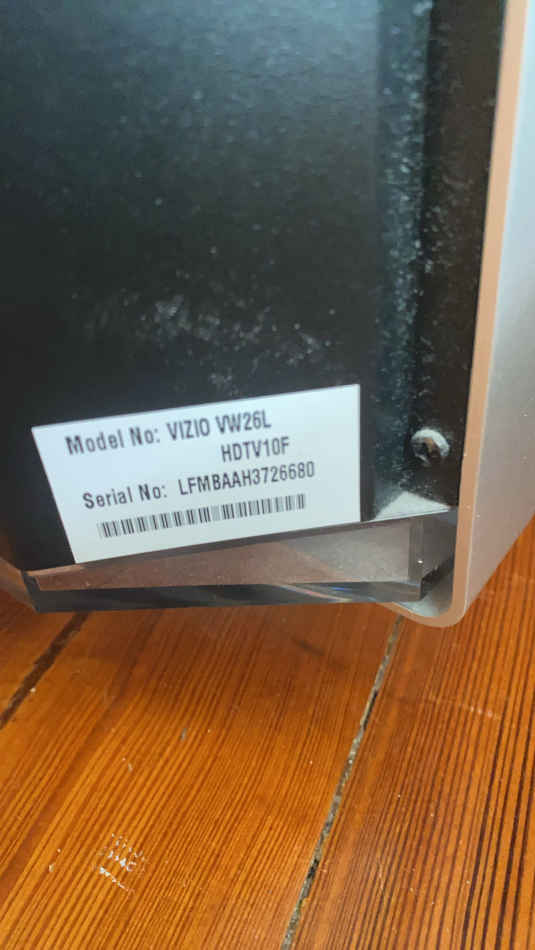 Model No: VIZIO VW26L
HDTV10F
Serial No: LFMBAAH3726680